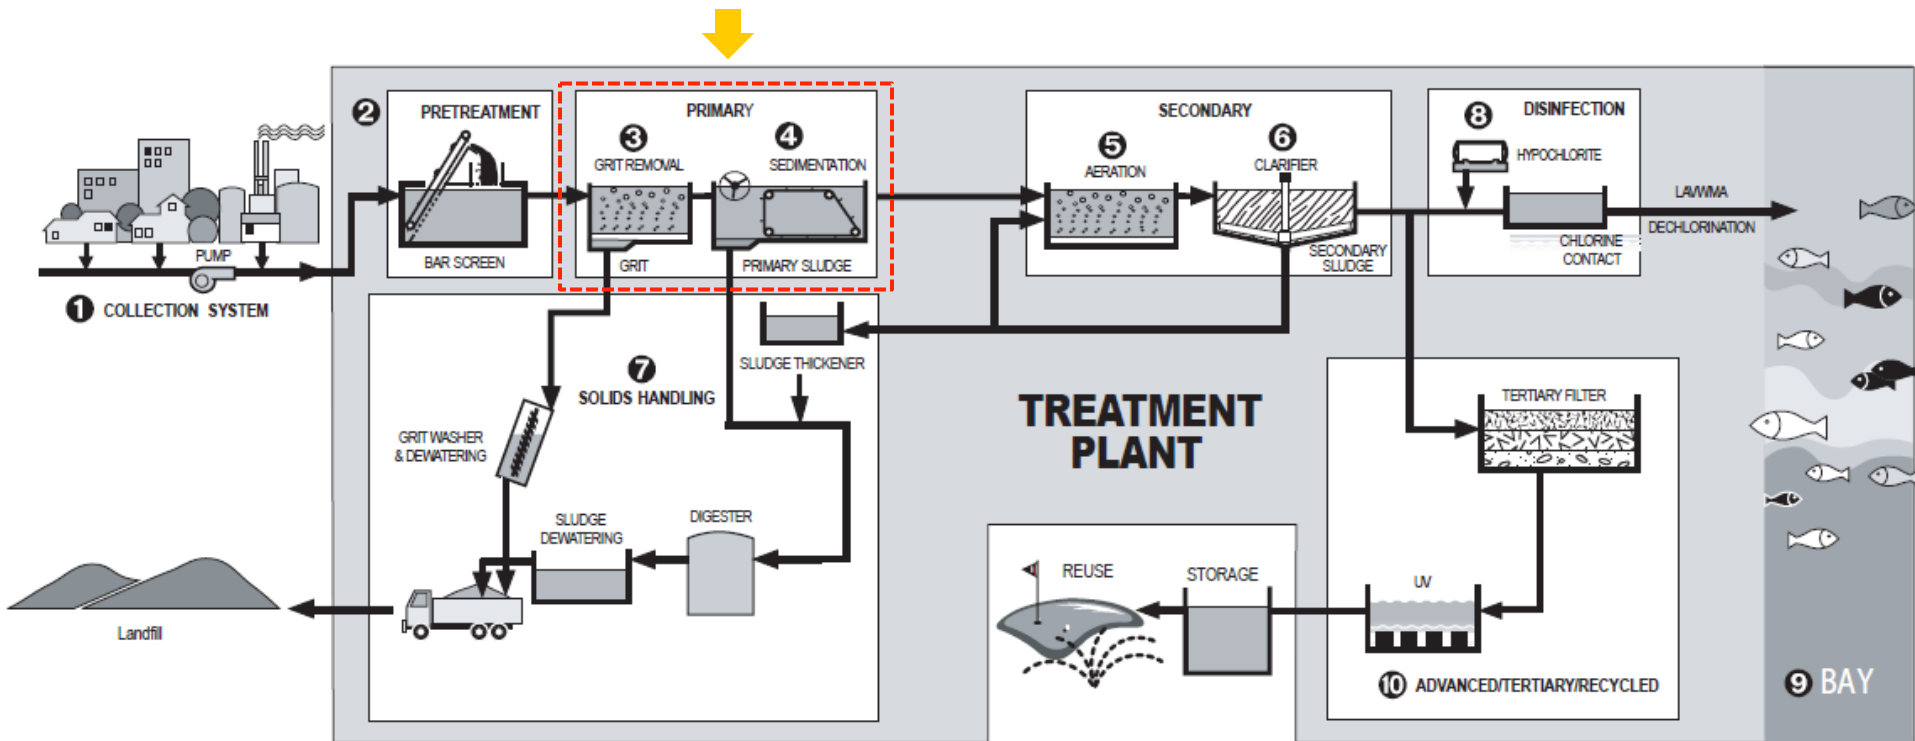 2
PRETREATMENT
BAR SCREEN
PRIMARY
3
GRIT REMOVAL
GRIT
4
SEDIMENTATION
PRIMARY SLUDGE
SECONDARY
5
AERATION
6
CLARIFIER
SECONDARY
SLUDGE
8
DISINFECTION
HYPOCHLORITE
CHLORINE
CONTACT
LAVWMA
DECHLORINATION
PUMP
1 COLLECTION SYSTEM
SLUDGE THICKENER
7
SOLIDS HANDLING
GRIT WASHER
& DEWATERING
SLUDGE
DEWATERING
DIGESTER
Landfill
TREATMENT
PLANT
TERTIARY FILTER
UV
10 ADVANCED/TERTIARY/RECYCLED
REUSE
STORAGE
9 BAY